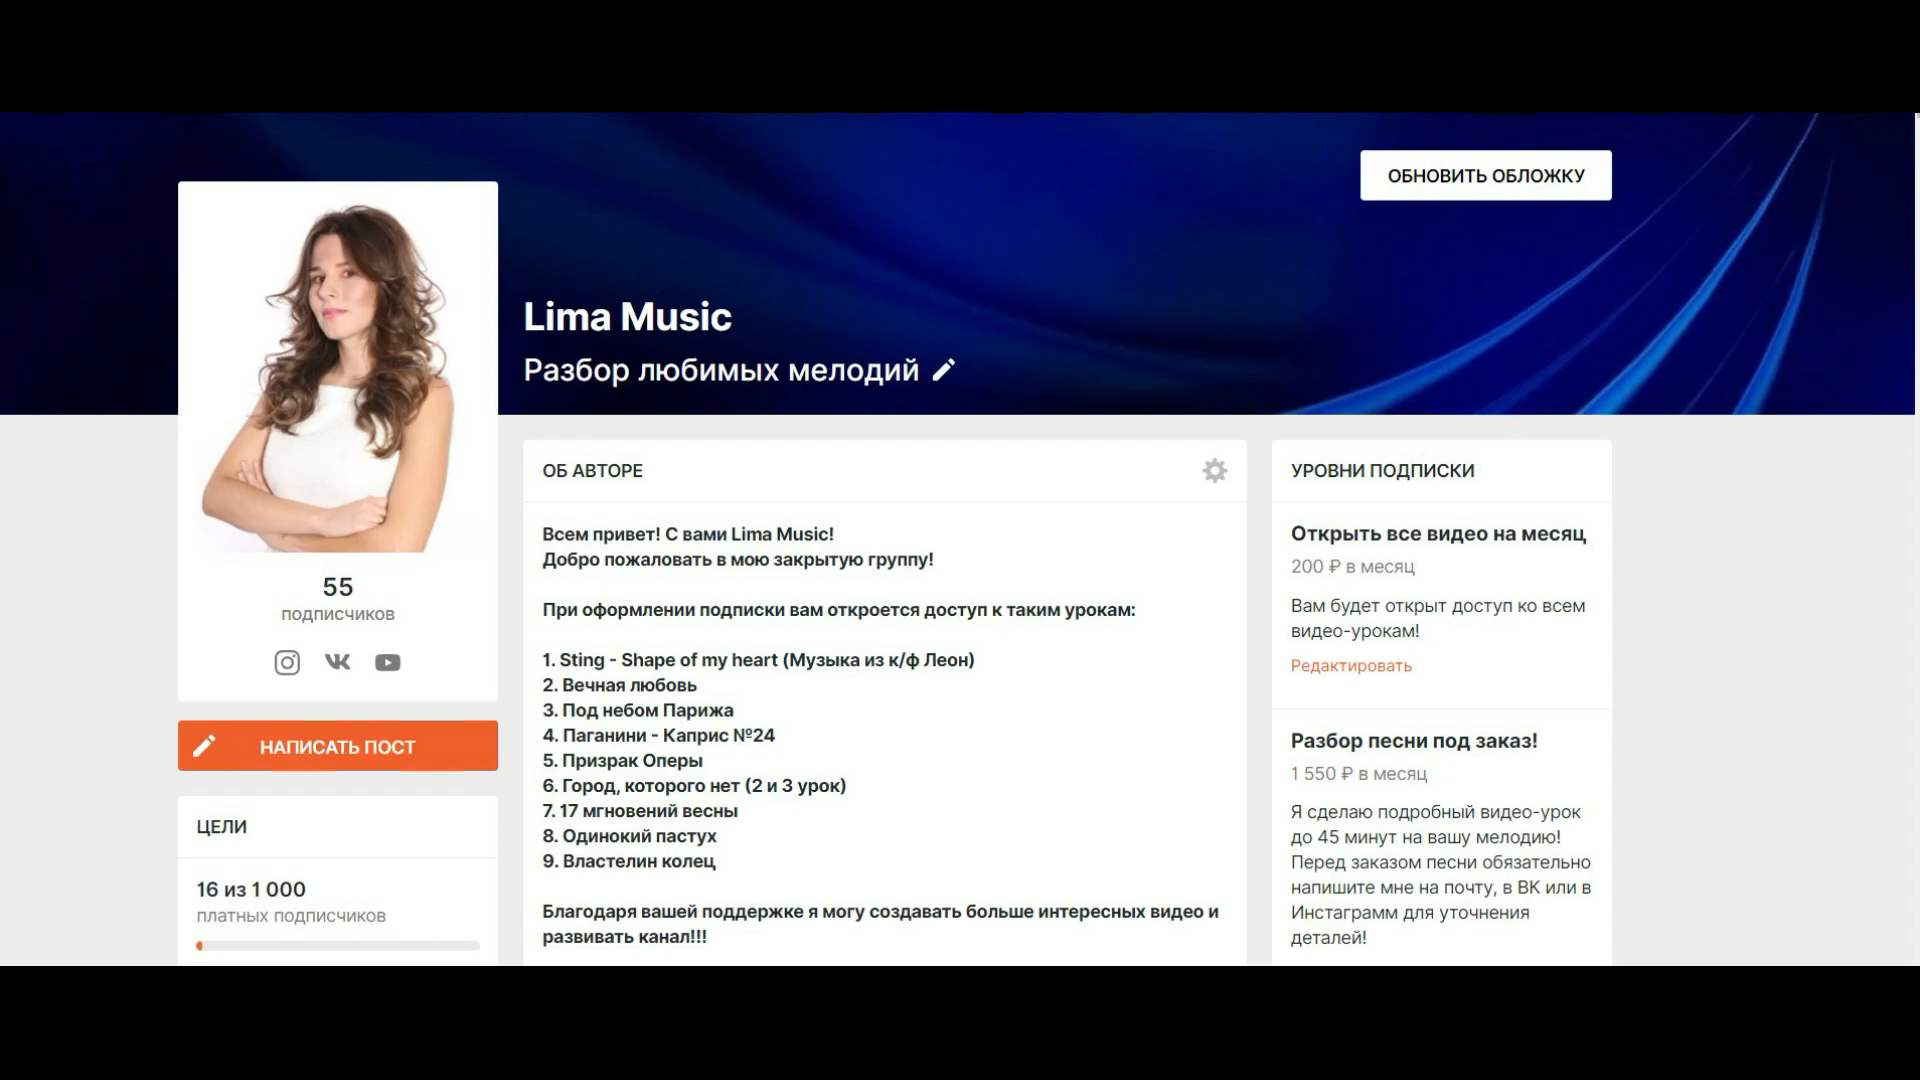 ОБНОВИТЬ ОБЛОЖКУ
Lima Music
Разбор любимых мелодий
55
подписчиков
НАПИСАТЬ ПОСТ
ЦЕЛИ
16 из 1 000
платных подписчиков
ОБ АВТОРЕ
Всем привет! С вами Lima Music!
Добро пожаловать в мою закрытую группу!
При оформлении подписки вам откроется доступ к таким урокам:
1. Sting - Shape of my heart (Музыка из к/ф Леон)
2. Вечная любовь
3. Под небом Парижа
4. Паганини - Каприс №24
5. Призрак Оперы
6. Город, которого нет (2 и 3 урок)
7. 17 мгновений весны
8. Одинокий пастух
9. Властелин колец
Благодаря вашей поддержке я могу создавать больше интересных видео и
развивать канал!!!
УРОВНИ ПОДПИСКИ
Открыть все видео на месяц
200 ₽ в месяц
Вам будет открыт доступ ко всем
видео-урокам!
Редактировать
Разбор песни под заказ!
1 550 ₽ в месяц
Я сделаю подробный видео-урок
до 45 минут на вашу мелодию!
Перед заказом песни обязательно
напишите мне на почту, в ВК или в
Инстаграмм для уточнения
деталей!